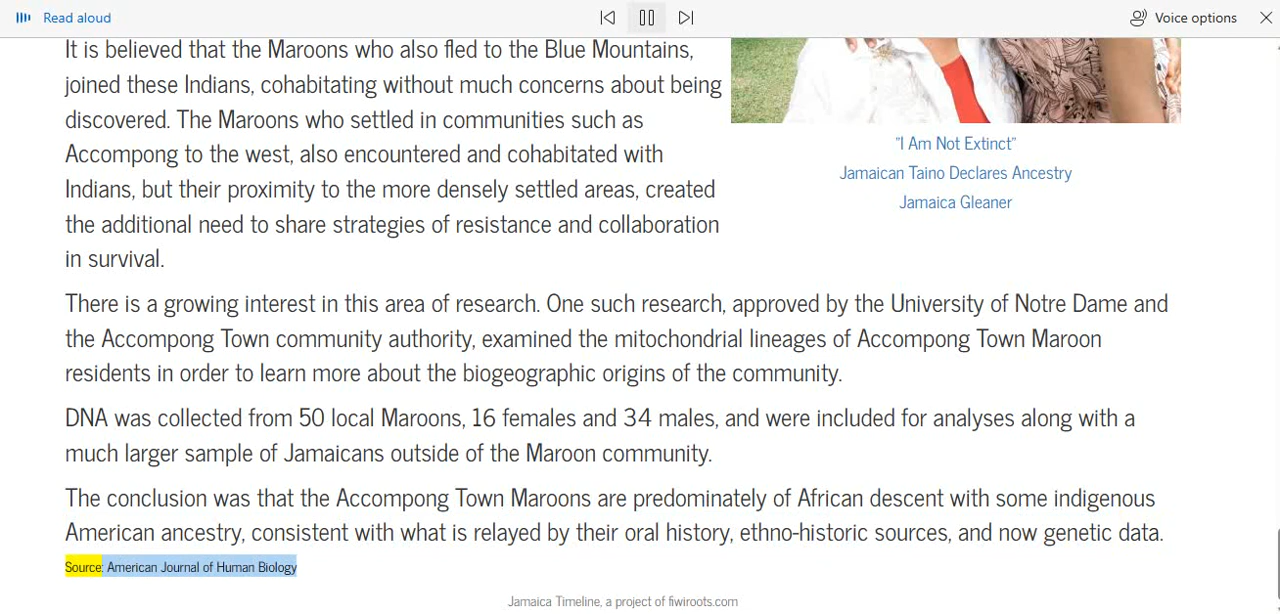 Read aloud
Voice options
It is believed that the Maroons who also fled to the Blue Mountains,
joined these Indians, cohabitating without much concerns about being
discovered. The Maroons who settled in communities such as
Accompong to the west, also encountered and cohabitated with
Indians, but their proximity to the more densely settled areas, created
the additional need to share strategies of resistance and collaboration
in survival.
"I Am Not Extinct"
Jamaican Taino Declares Ancestry
Jamaica Gleaner
There is a growing interest in this area of research. One such research, approved by the University of Notre Dame and
the Accompong Town community authority, examined the mitochondrial lineages of Accompong Town Maroon
residents in order to learn more about the biogeographic origins of the community.
DNA was collected from 50 local Maroons, 16 females and 34 males, and were included for analyses along with a
much larger sample of Jamaicans outside of the Maroon community.
The conclusion was that the Accompong Town Maroons are predominately of African descent with some indigenous
American ancestry, consistent with what is relayed by their oral history, ethno-historic sources, and now genetic data.
Source: American Journal of Human Biology
Jamaica Timeline, a project of fiwiroots.com